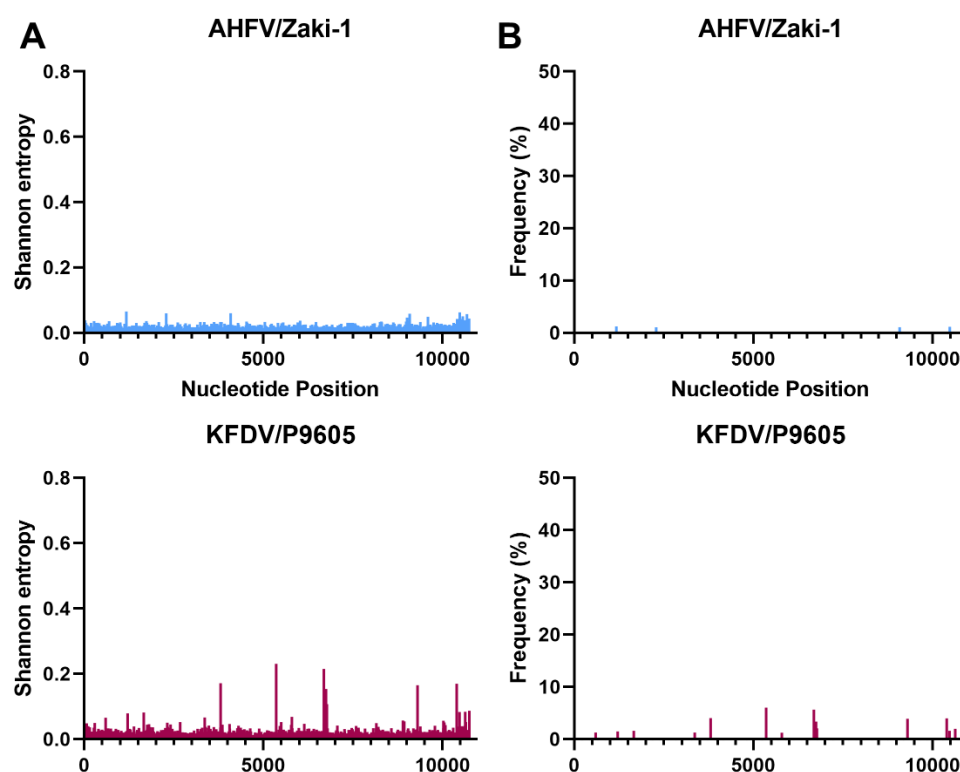 A
AHFV/Zaki-1
Shannon entropy
0.8
0.6
0.4
0.2
0.0
0 5000 10000
Nucleotide Position
B
AHFV/Zaki-1
Frequency (%)
50
40
30
20
10
0
0 5000 10000
Nucleotide Position
KFDV/P9605
Shannon entropy
0.8
0.6
0.4
0.2
0.0
0 5000 10000
KFDV/P9605
Frequency (%)
50
40
30
20
10
0
0 5000 10000